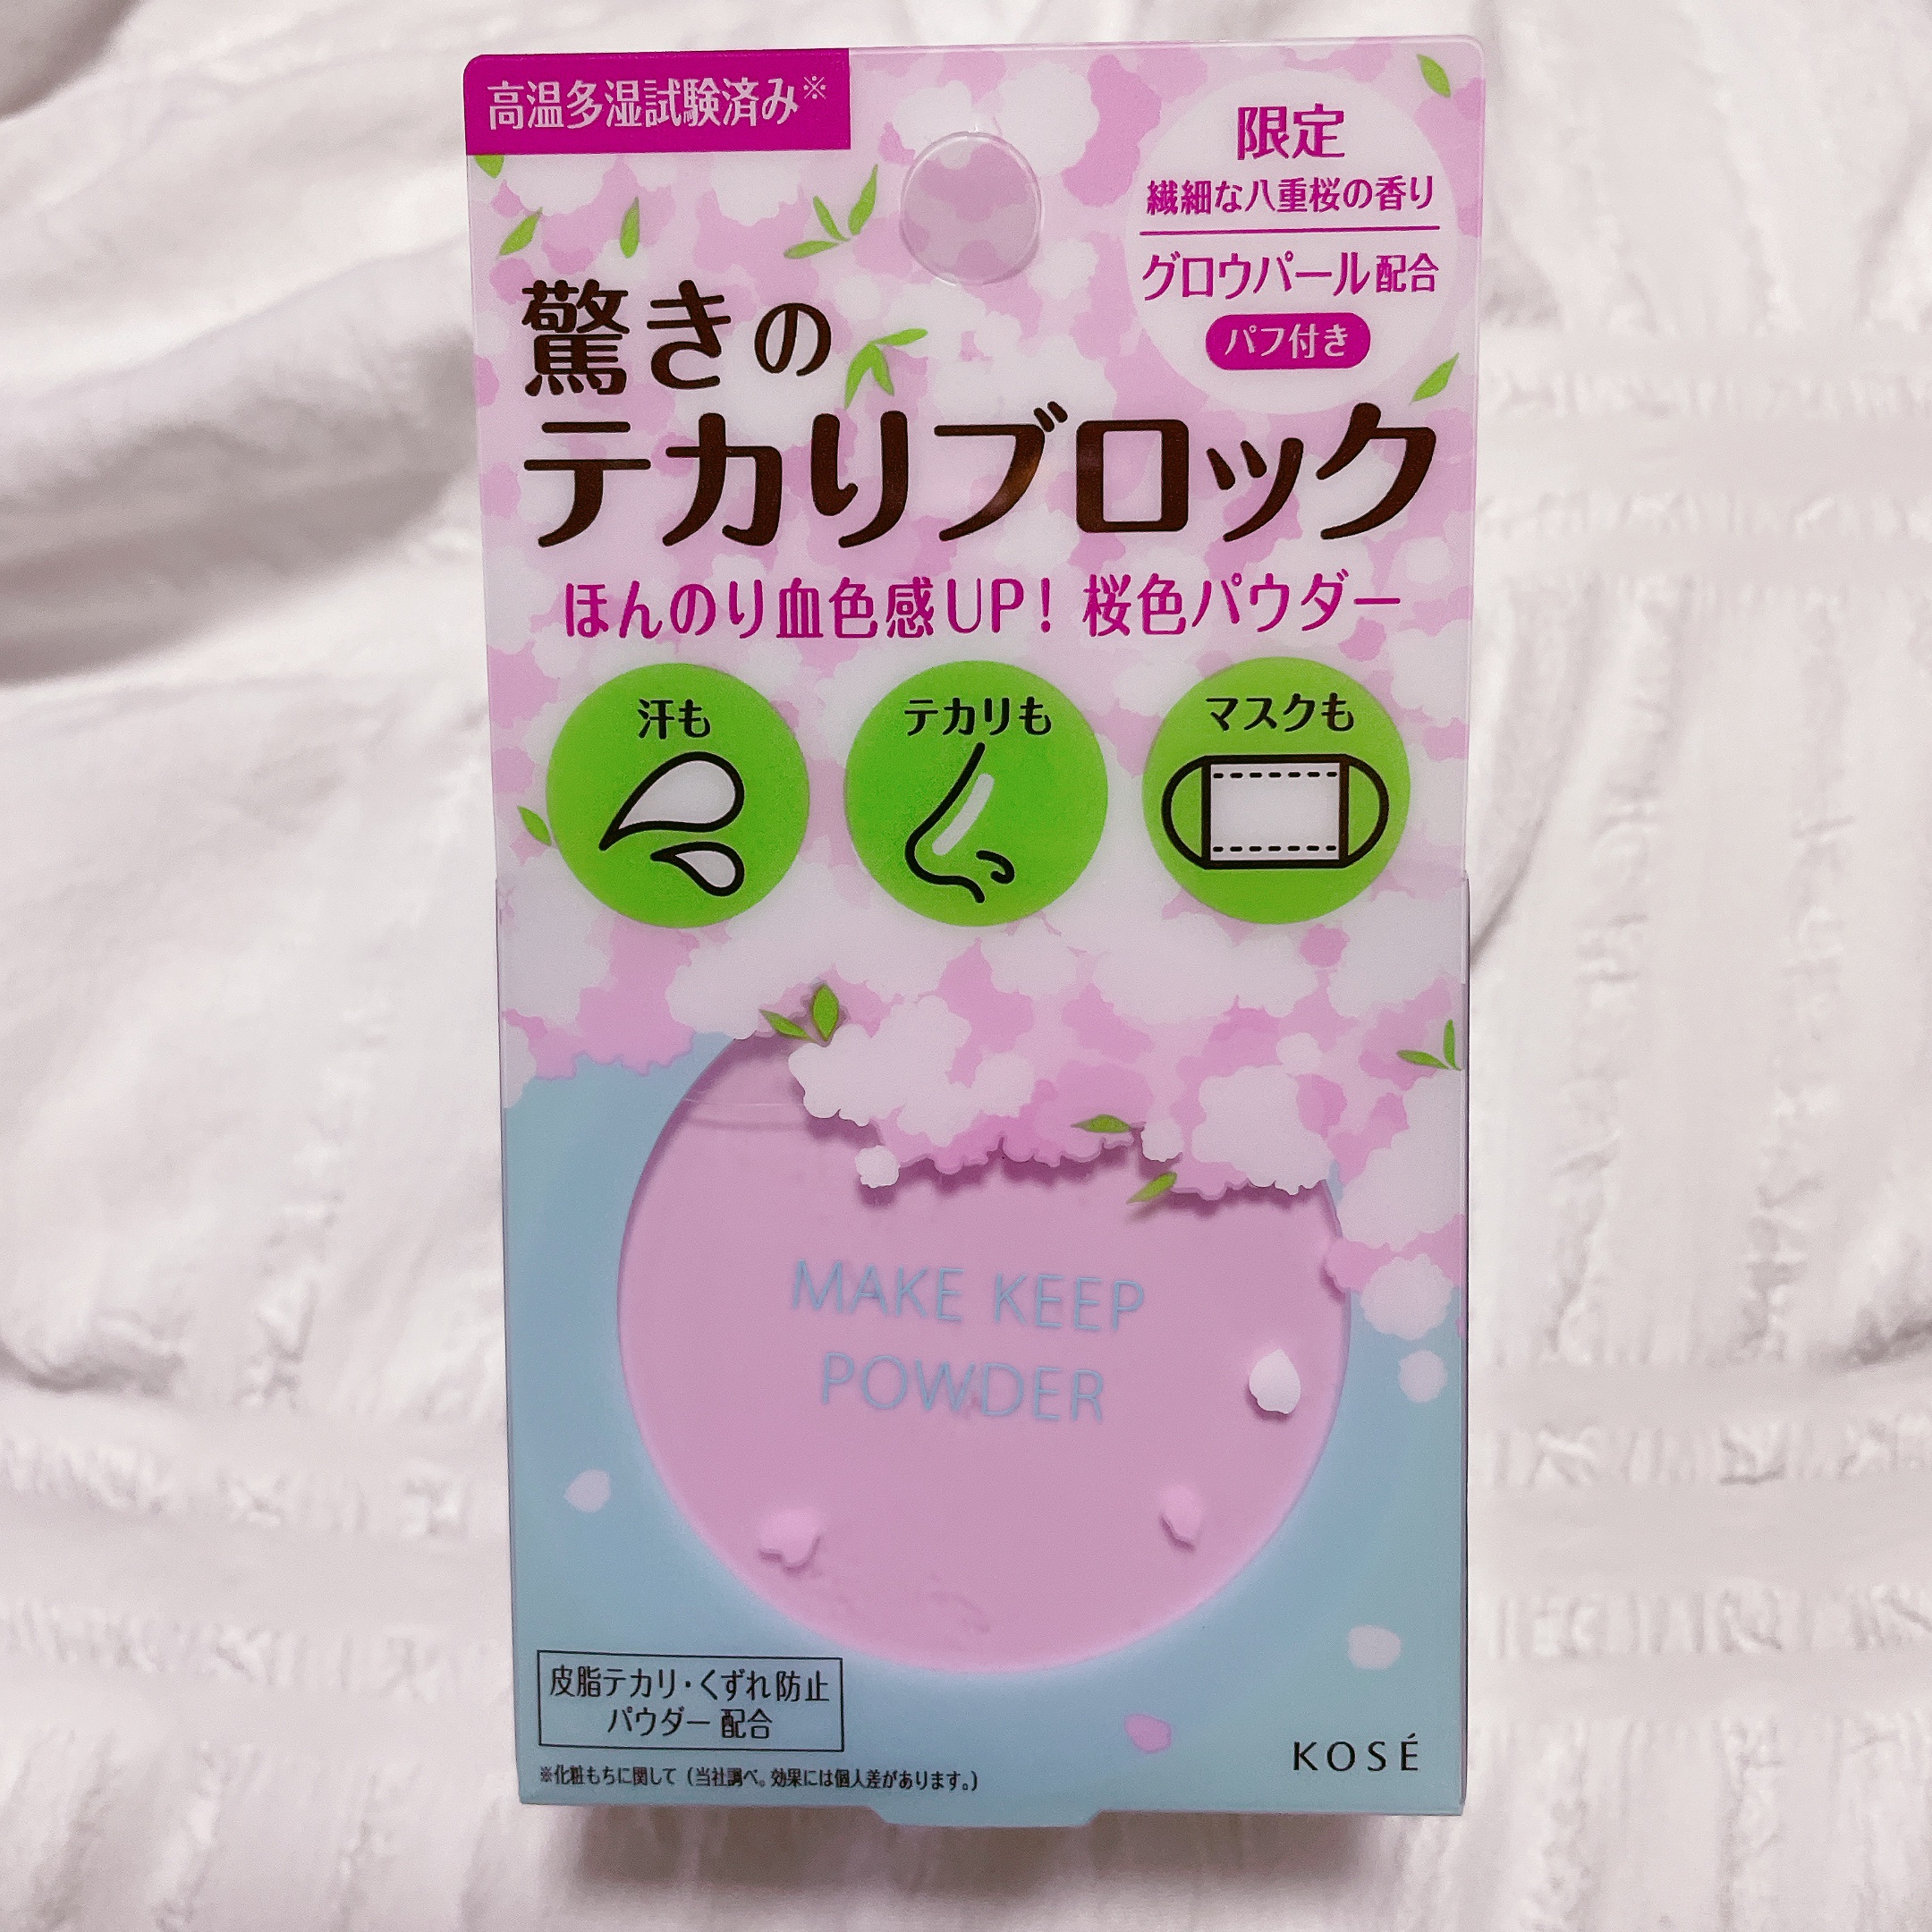 高温多湿試験済み※
限定
繊細な八重桜の香り
グロウパール配合
パフ付き
驚きの
テカリブロック
ほんのり血色感UP! 桜色パウダー
汗も
テカリも
マスクも
MAKE KEEP
POWDER
皮脂テカリ・くずれ防止
パウダー 配合
※化粧もちに関して（当社調べ。効果には個人差があります。）
KOSÉ